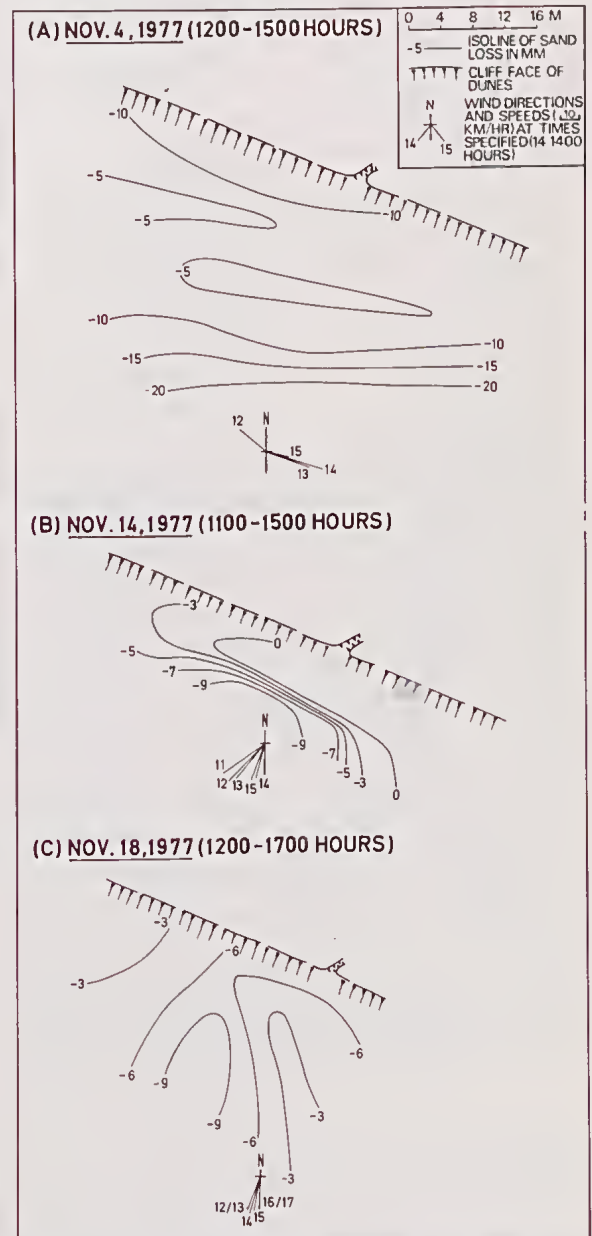 0 4 8 12 16 M
-5— ISOLINE OF SAND
LOSS IN MM
CLIFF FACE OF
DUNES
N
14 15
WIND DIRECTIONS
AND SPEEDS (10
KM/HR) AT TIMES
SPECIFIED (14 1400
HOURS)
(A) NOV. 4, 1977 (1200-1500 HOURS)
-10
-10
-5
-5
-5
-10
-10
-15
-15
-20
-20
N
12
15
14
13
(B) NOV. 14, 1977 (1100-1500 HOURS)
-3
0
-5
-7
-9
-9
-7
-5
-3
0
N
11
12 13 15 14
(C) NOV. 18, 1977 (1200-1700 HOURS)
-3
-6
-3
-6
-6
-9
-3
-9
-6
-3
N
12/13 16/17
14 15